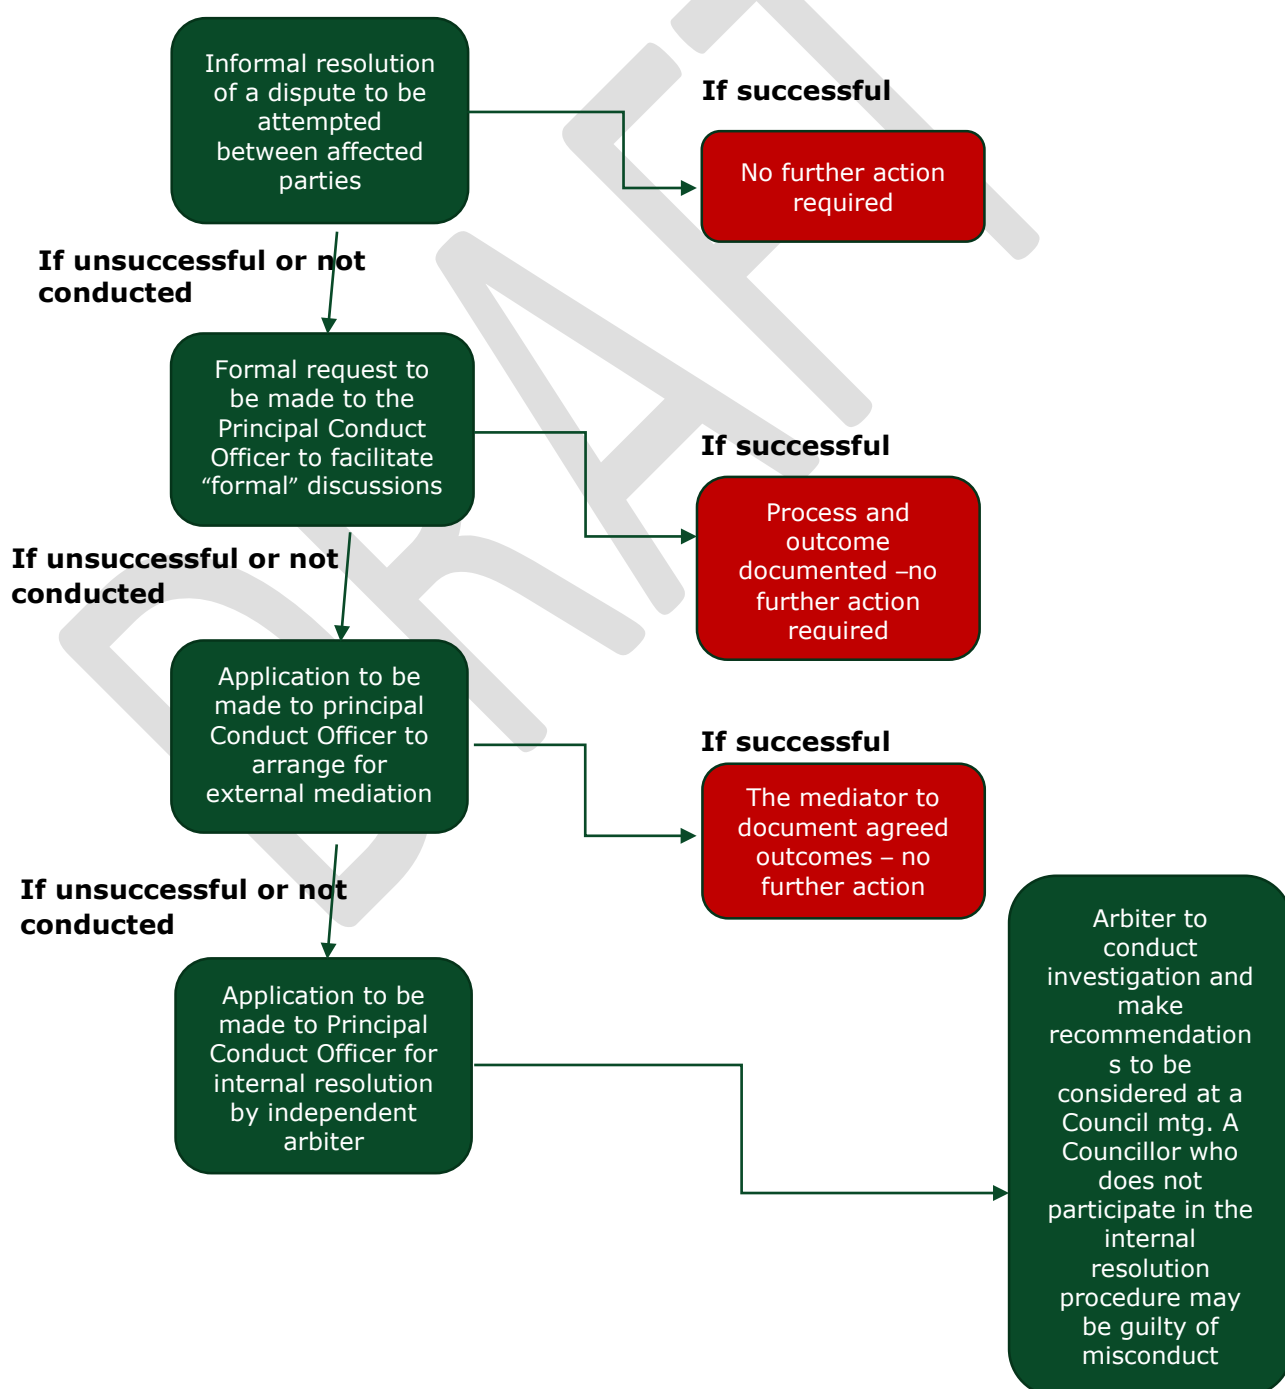 DRAFT
Informal resolution
of a dispute to be
attempted
between affected
parties
If successful
No further action
required
If unsuccessful or not
conducted
Formal request to
be made to the
Principal Conduct
Officer to facilitate
“formal” discussions
If successful
Process and
outcome
documented –no
further action
required
If unsuccessful or not
conducted
Application to be
made to principal
Conduct Officer to
arrange for
external mediation
If successful
The mediator to
document agreed
outcomes – no
further action
If unsuccessful or not
conducted
Application to be
made to Principal
Conduct Officer for
internal resolution
by independent
arbiter
Arbiter to
conduct
investigation and
make
recommendation
s to be
considered at a
Council mtg. A
Councillor who
does not
participate in the
internal
resolution
procedure may
be guilty of
misconduct